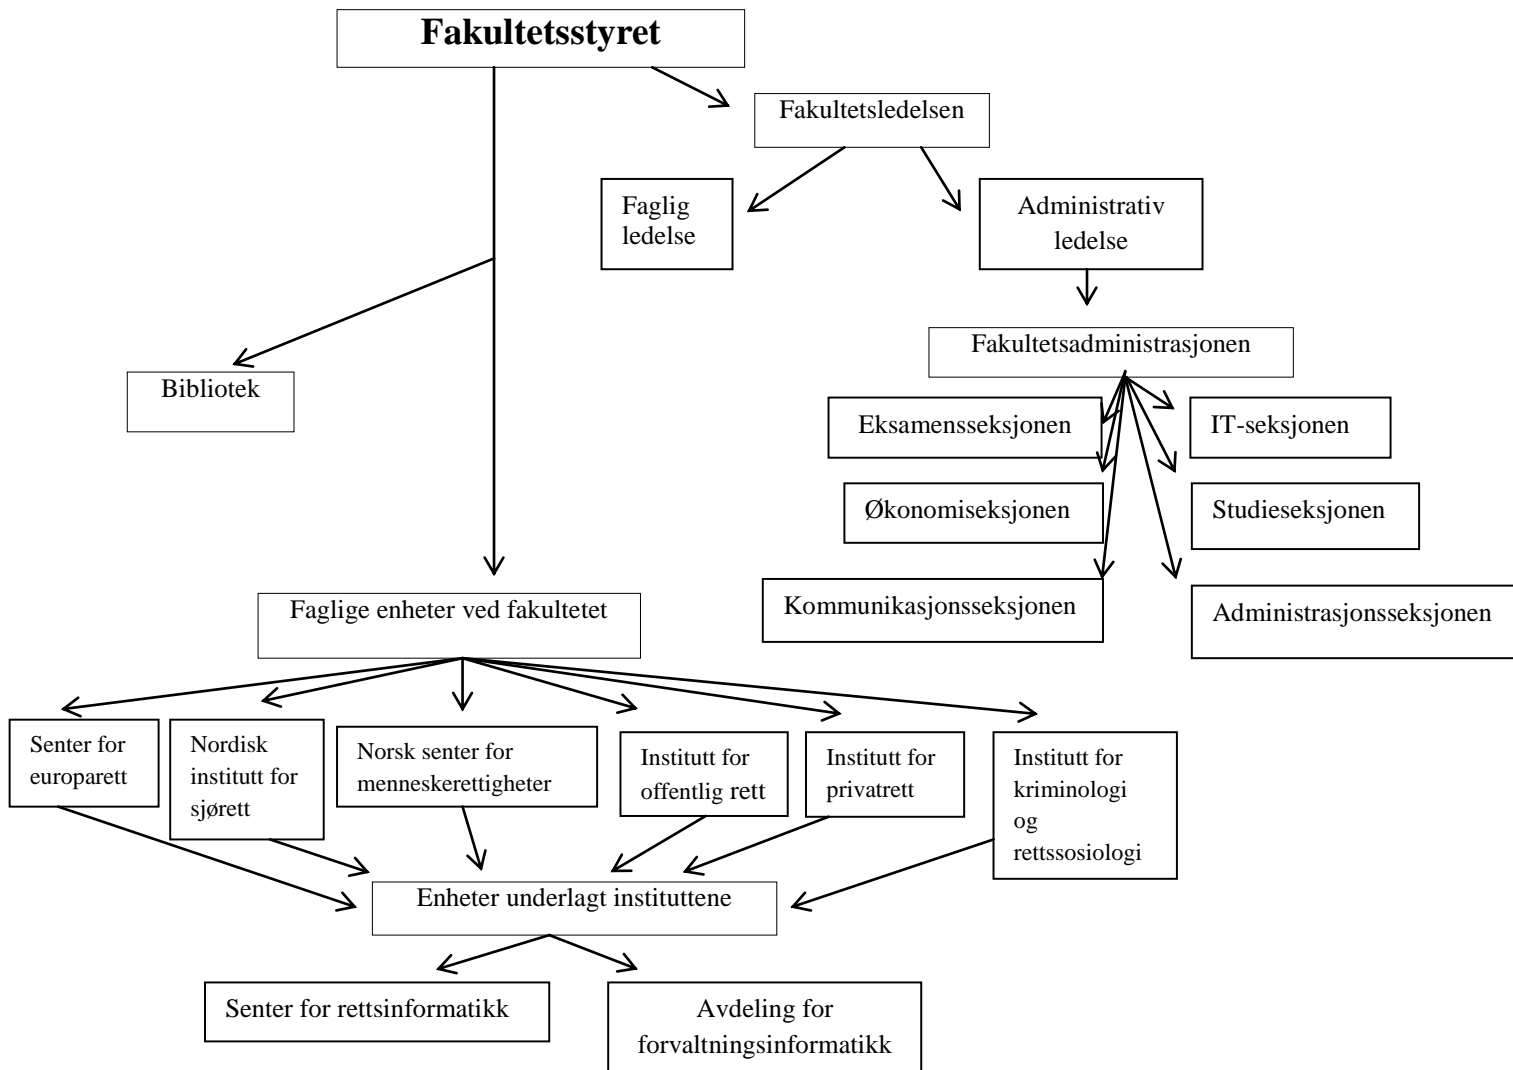 Fakultetsstyret
Fakultetsledelsen
Faglig
ledelse
Administrativ
ledelse
Fakultetsadministrasjonen
Bibliotek
Eksamensseksjonen
IT-seksjonen
Økonomiseksjonen
Studieseksjonen
Kommunikasjonsseksjonen
Administrasjonsseksjonen
Faglige enheter ved fakultetet
Senter for
europarett
Nordisk
institutt for
sjørett
Norsk senter for
menneskerettigheter
Institutt for
offentlig rett
Institutt for
privatrett
Institutt for
kriminologi
og
rettssosiologi
Enheter underlagt instituttene
Senter for rettsinformatikk
Avdeling for
forvaltningsinformatikk